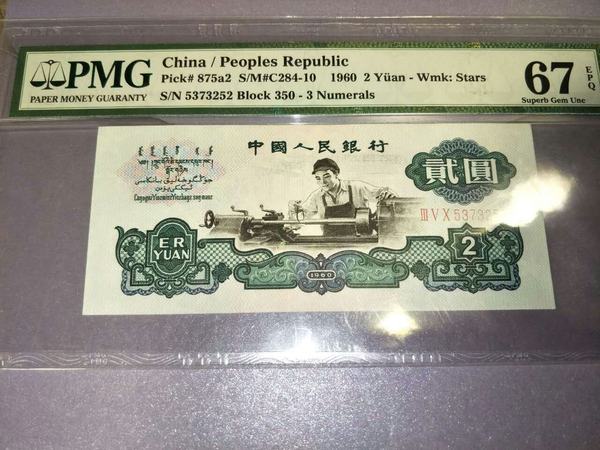 PMG
PAPER MONEY GUARANTY
China / Peoples Republic
Pick# 875a2 S/M#C284-10 1960 2 Yüan - Wmk: Stars
S/N 5373252 Block 350 - 3 Numerals
67 EPQ
Superb Gem Unc
中國人民銀行
貳圓
ⅢⅤⅩ 537325
ER
YUAN
2
1960